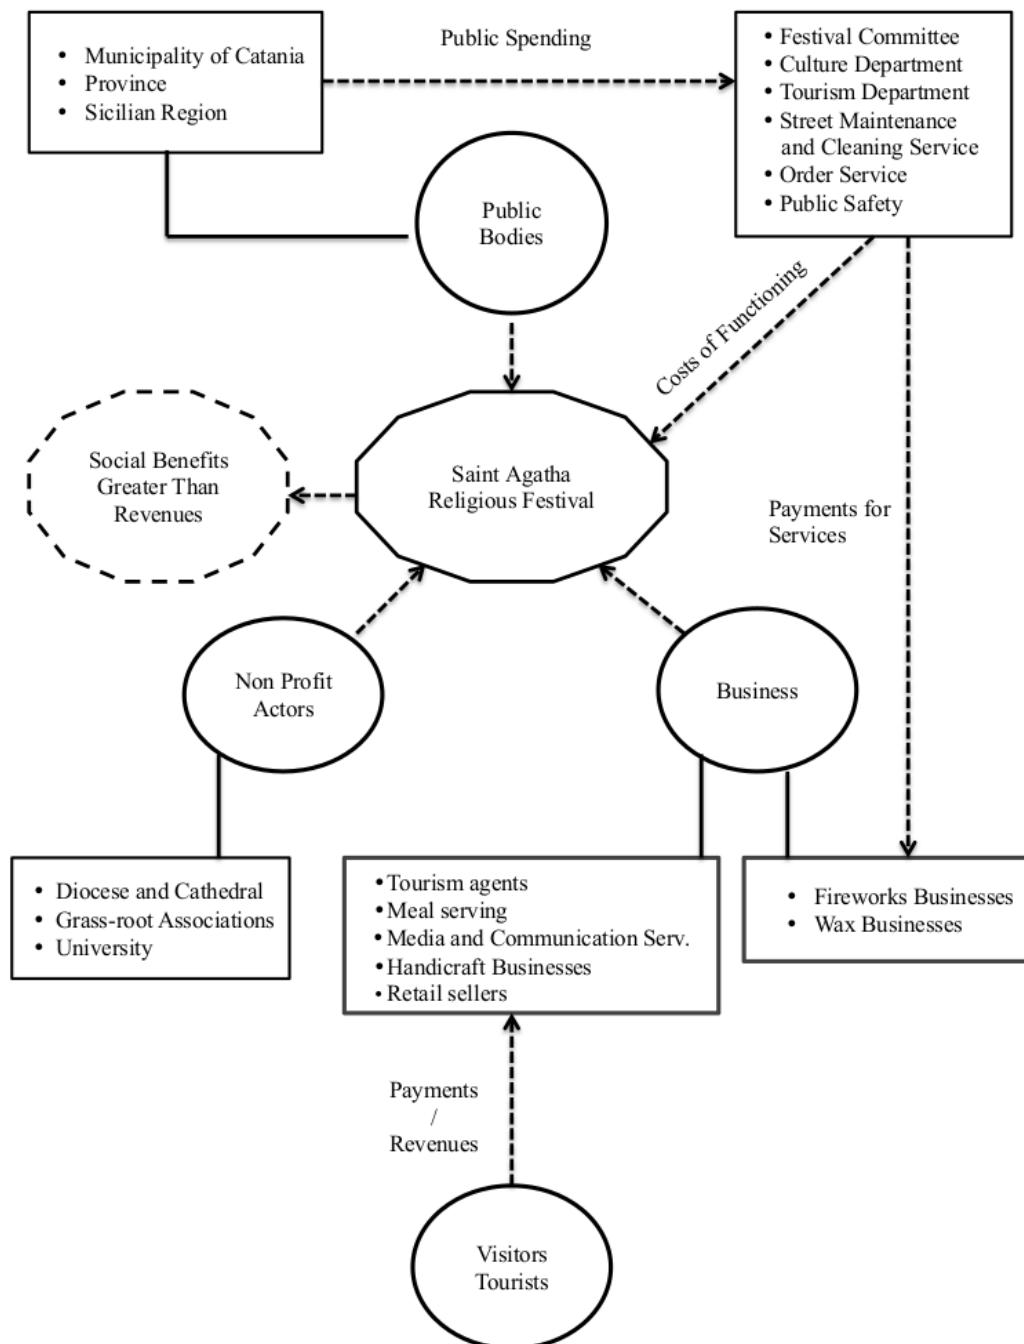 • Municipality of Catania
• Province
• Sicilian Region
Public Spending
• Festival Committee
• Culture Department
• Tourism Department
• Street Maintenance
and Cleaning Service
• Order Service
• Public Safety
Public
Bodies
Costs of Functioning
Social Benefits
Greater Than
Revenues
Saint Agatha
Religious Festival
Payments for
Services
Non Profit
Actors
Business
• Diocese and Cathedral
• Grass-root Associations
• University
• Tourism agents
• Meal serving
• Media and Communication Serv.
• Handicraft Businesses
• Retail sellers
• Fireworks Businesses
• Wax Businesses
Payments
/
Revenues
Visitors
Tourists